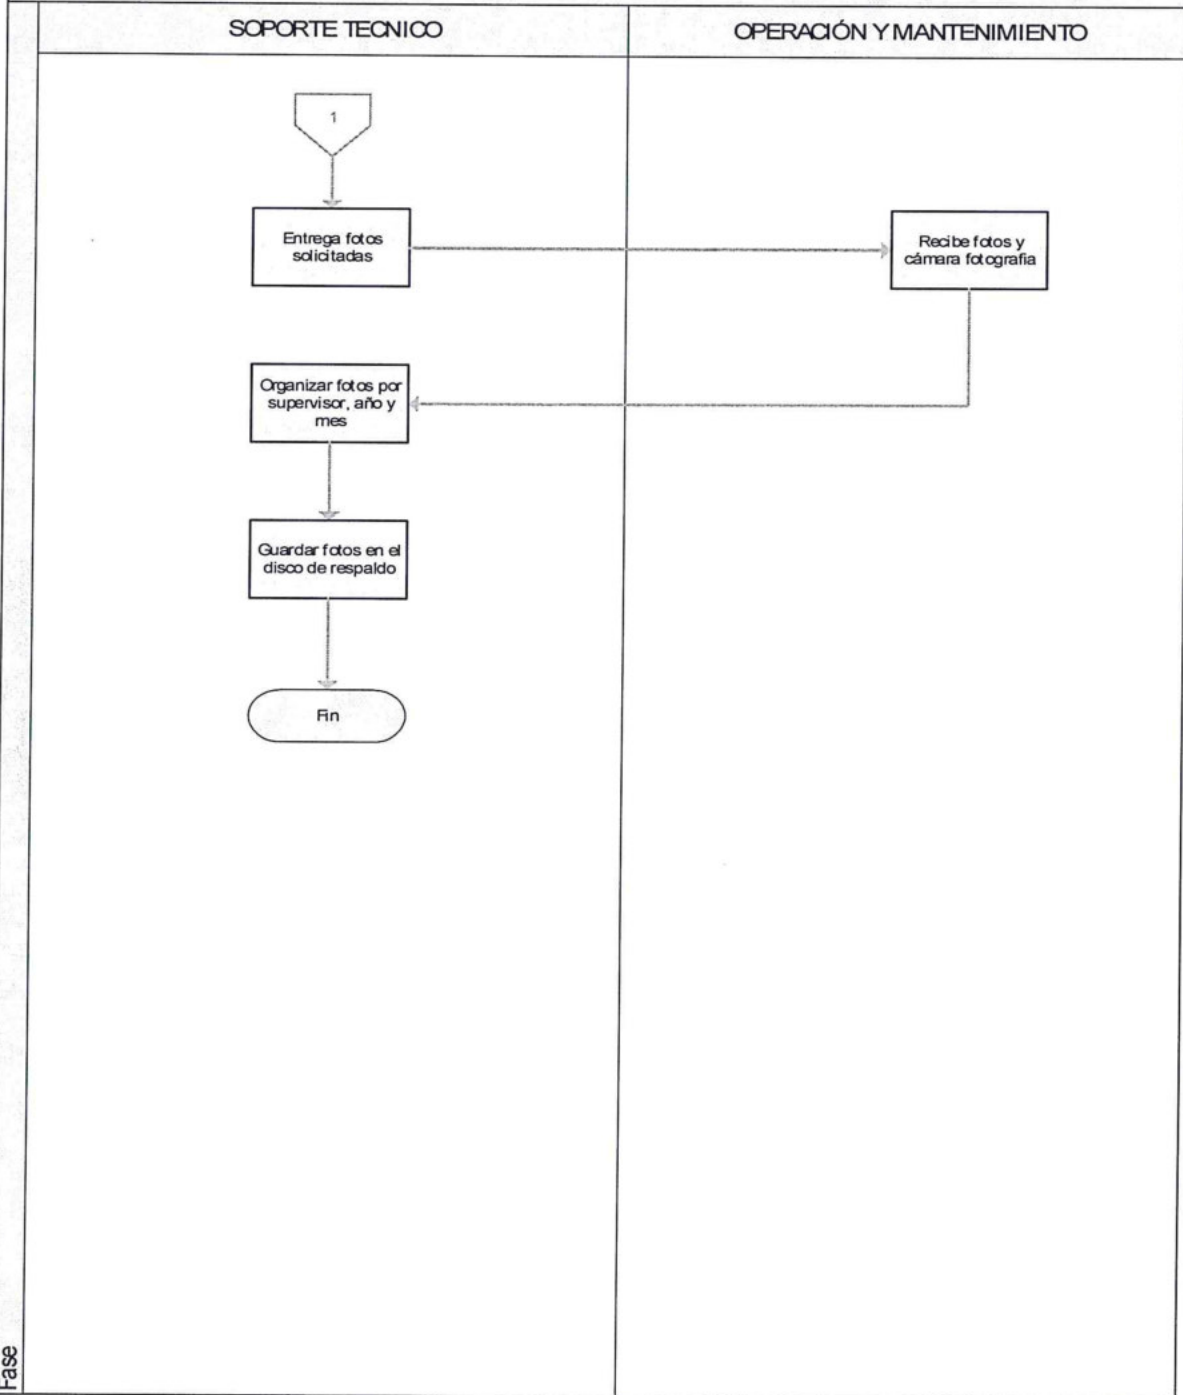 SOPORTE TECNICO
OPERACIÓN Y MANTENIMIENTO
1
Entrega fotos
solicitadas
Recibe fotos y
cámara fotografia
Organizar fotos por
supervisor, año y
mes
Guardar fotos en el
disco de respaldo
Fin
Fase